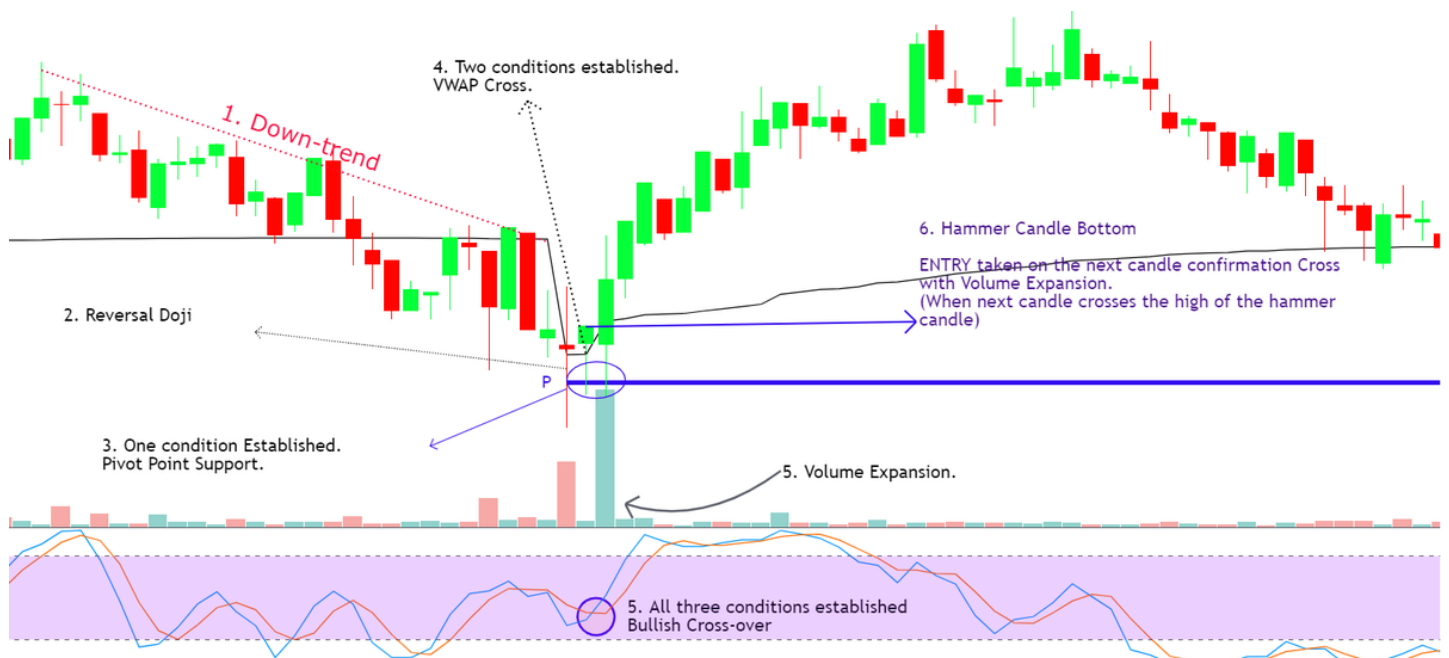 4. Two conditions established.
VWAP Cross.
1. Down-trend
6. Hammer Candle Bottom
ENTRY taken on the next candle confirmation Cross
with Volume Expansion.
(When next candle crosses the high of the hammer
candle)
2. Reversal Doji
P
3. One condition Established.
Pivot Point Support.
5. Volume Expansion.
5. All three conditions established
Bullish Cross-over